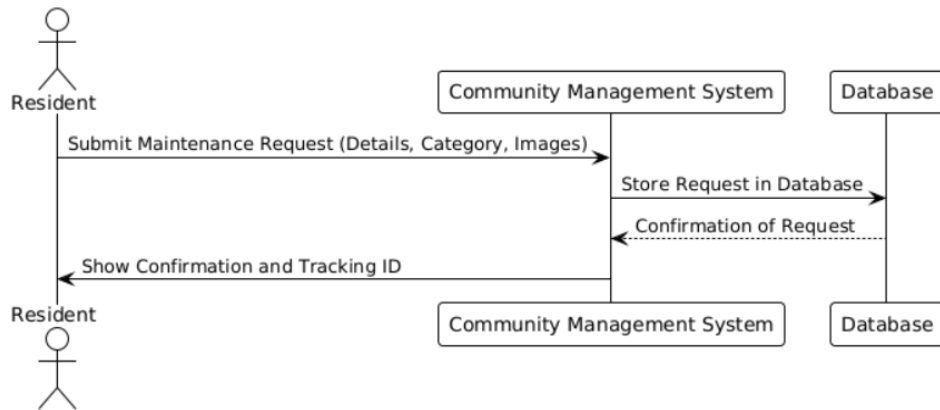 Resident
Community Management System
Database
Submit Maintenance Request (Details, Category, Images)
Store Request in Database
Confirmation of Request
Show Confirmation and Tracking ID
Resident
Community Management System
Database